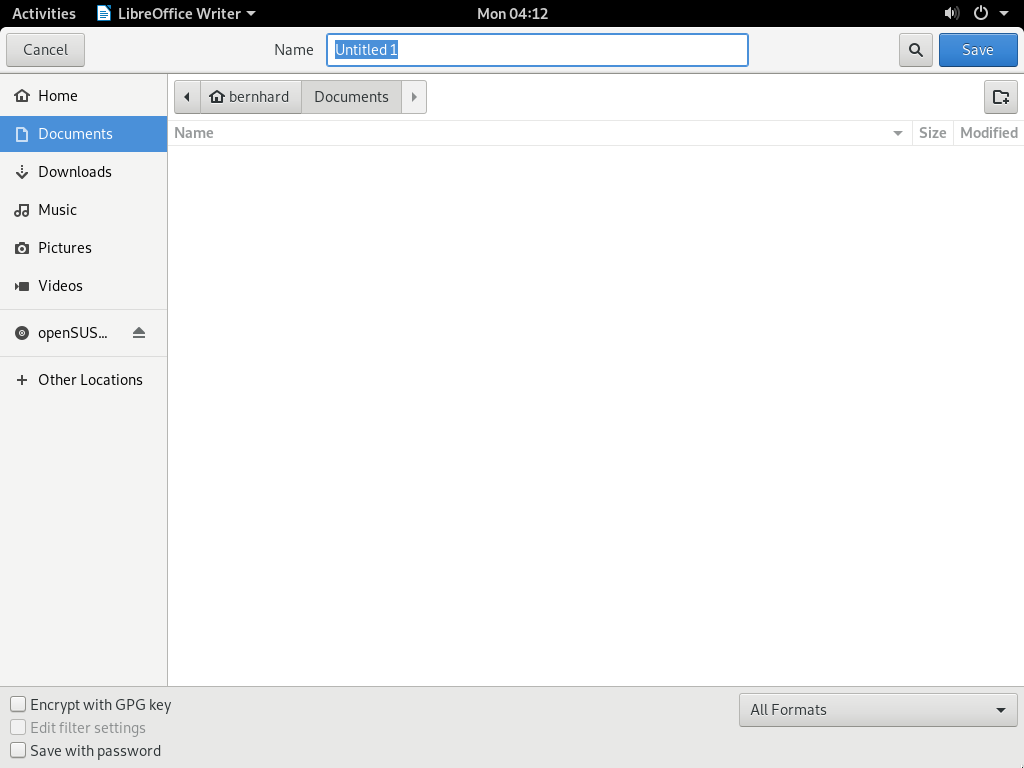 Activities LibreOffice Writer Mon 04:12
Cancel Name Untitled 1 Save
Home bernhard Documents
Documents Name Size Modified
Downloads
Music
Pictures
Videos
openSUS...
Other Locations
Encrypt with GPG key All Formats
Edit filter settings
Save with password